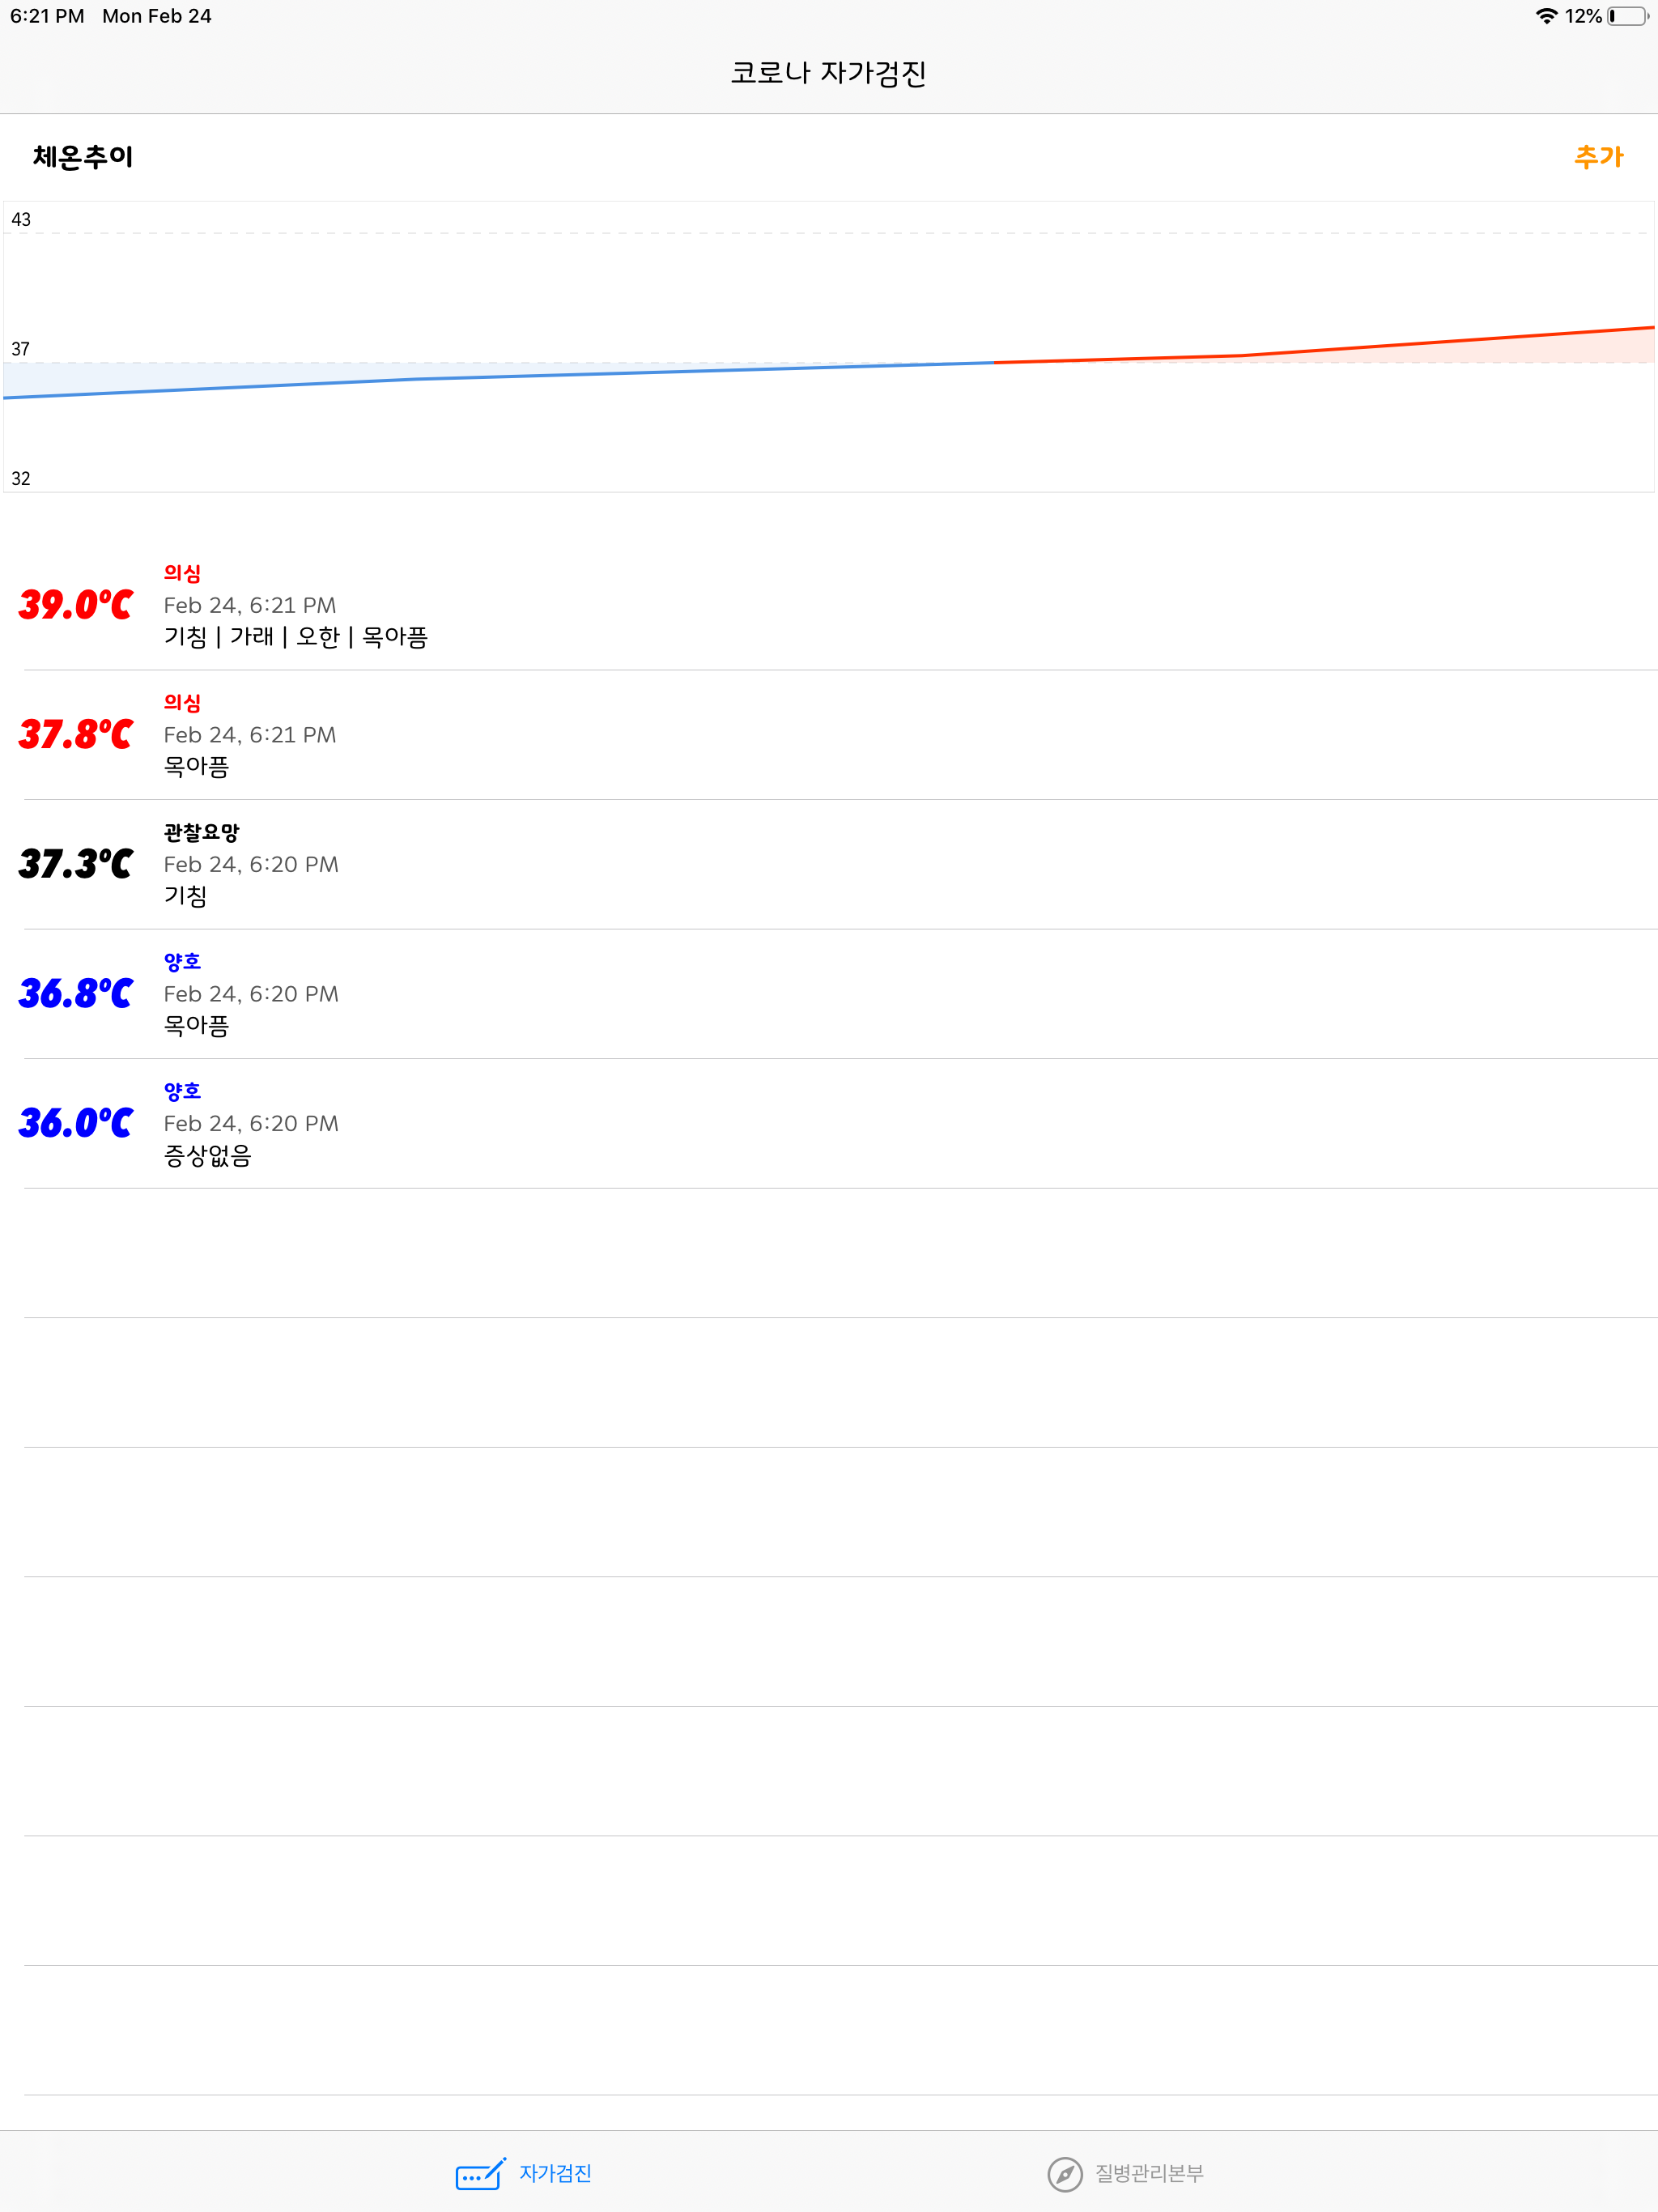 6:21 PM Mon Feb 24 12%
코로나 자가검진
체온추이 추가
43
37
32
39.0℃
의심
Feb 24, 6:21 PM
기침 | 가래 | 오한 | 목아픔
37.8℃
의심
Feb 24, 6:21 PM
목아픔
37.3℃
관찰요망
Feb 24, 6:20 PM
기침
36.8℃
양호
Feb 24, 6:20 PM
목아픔
36.0℃
양호
Feb 24, 6:20 PM
증상없음
자가검진 질병관리본부